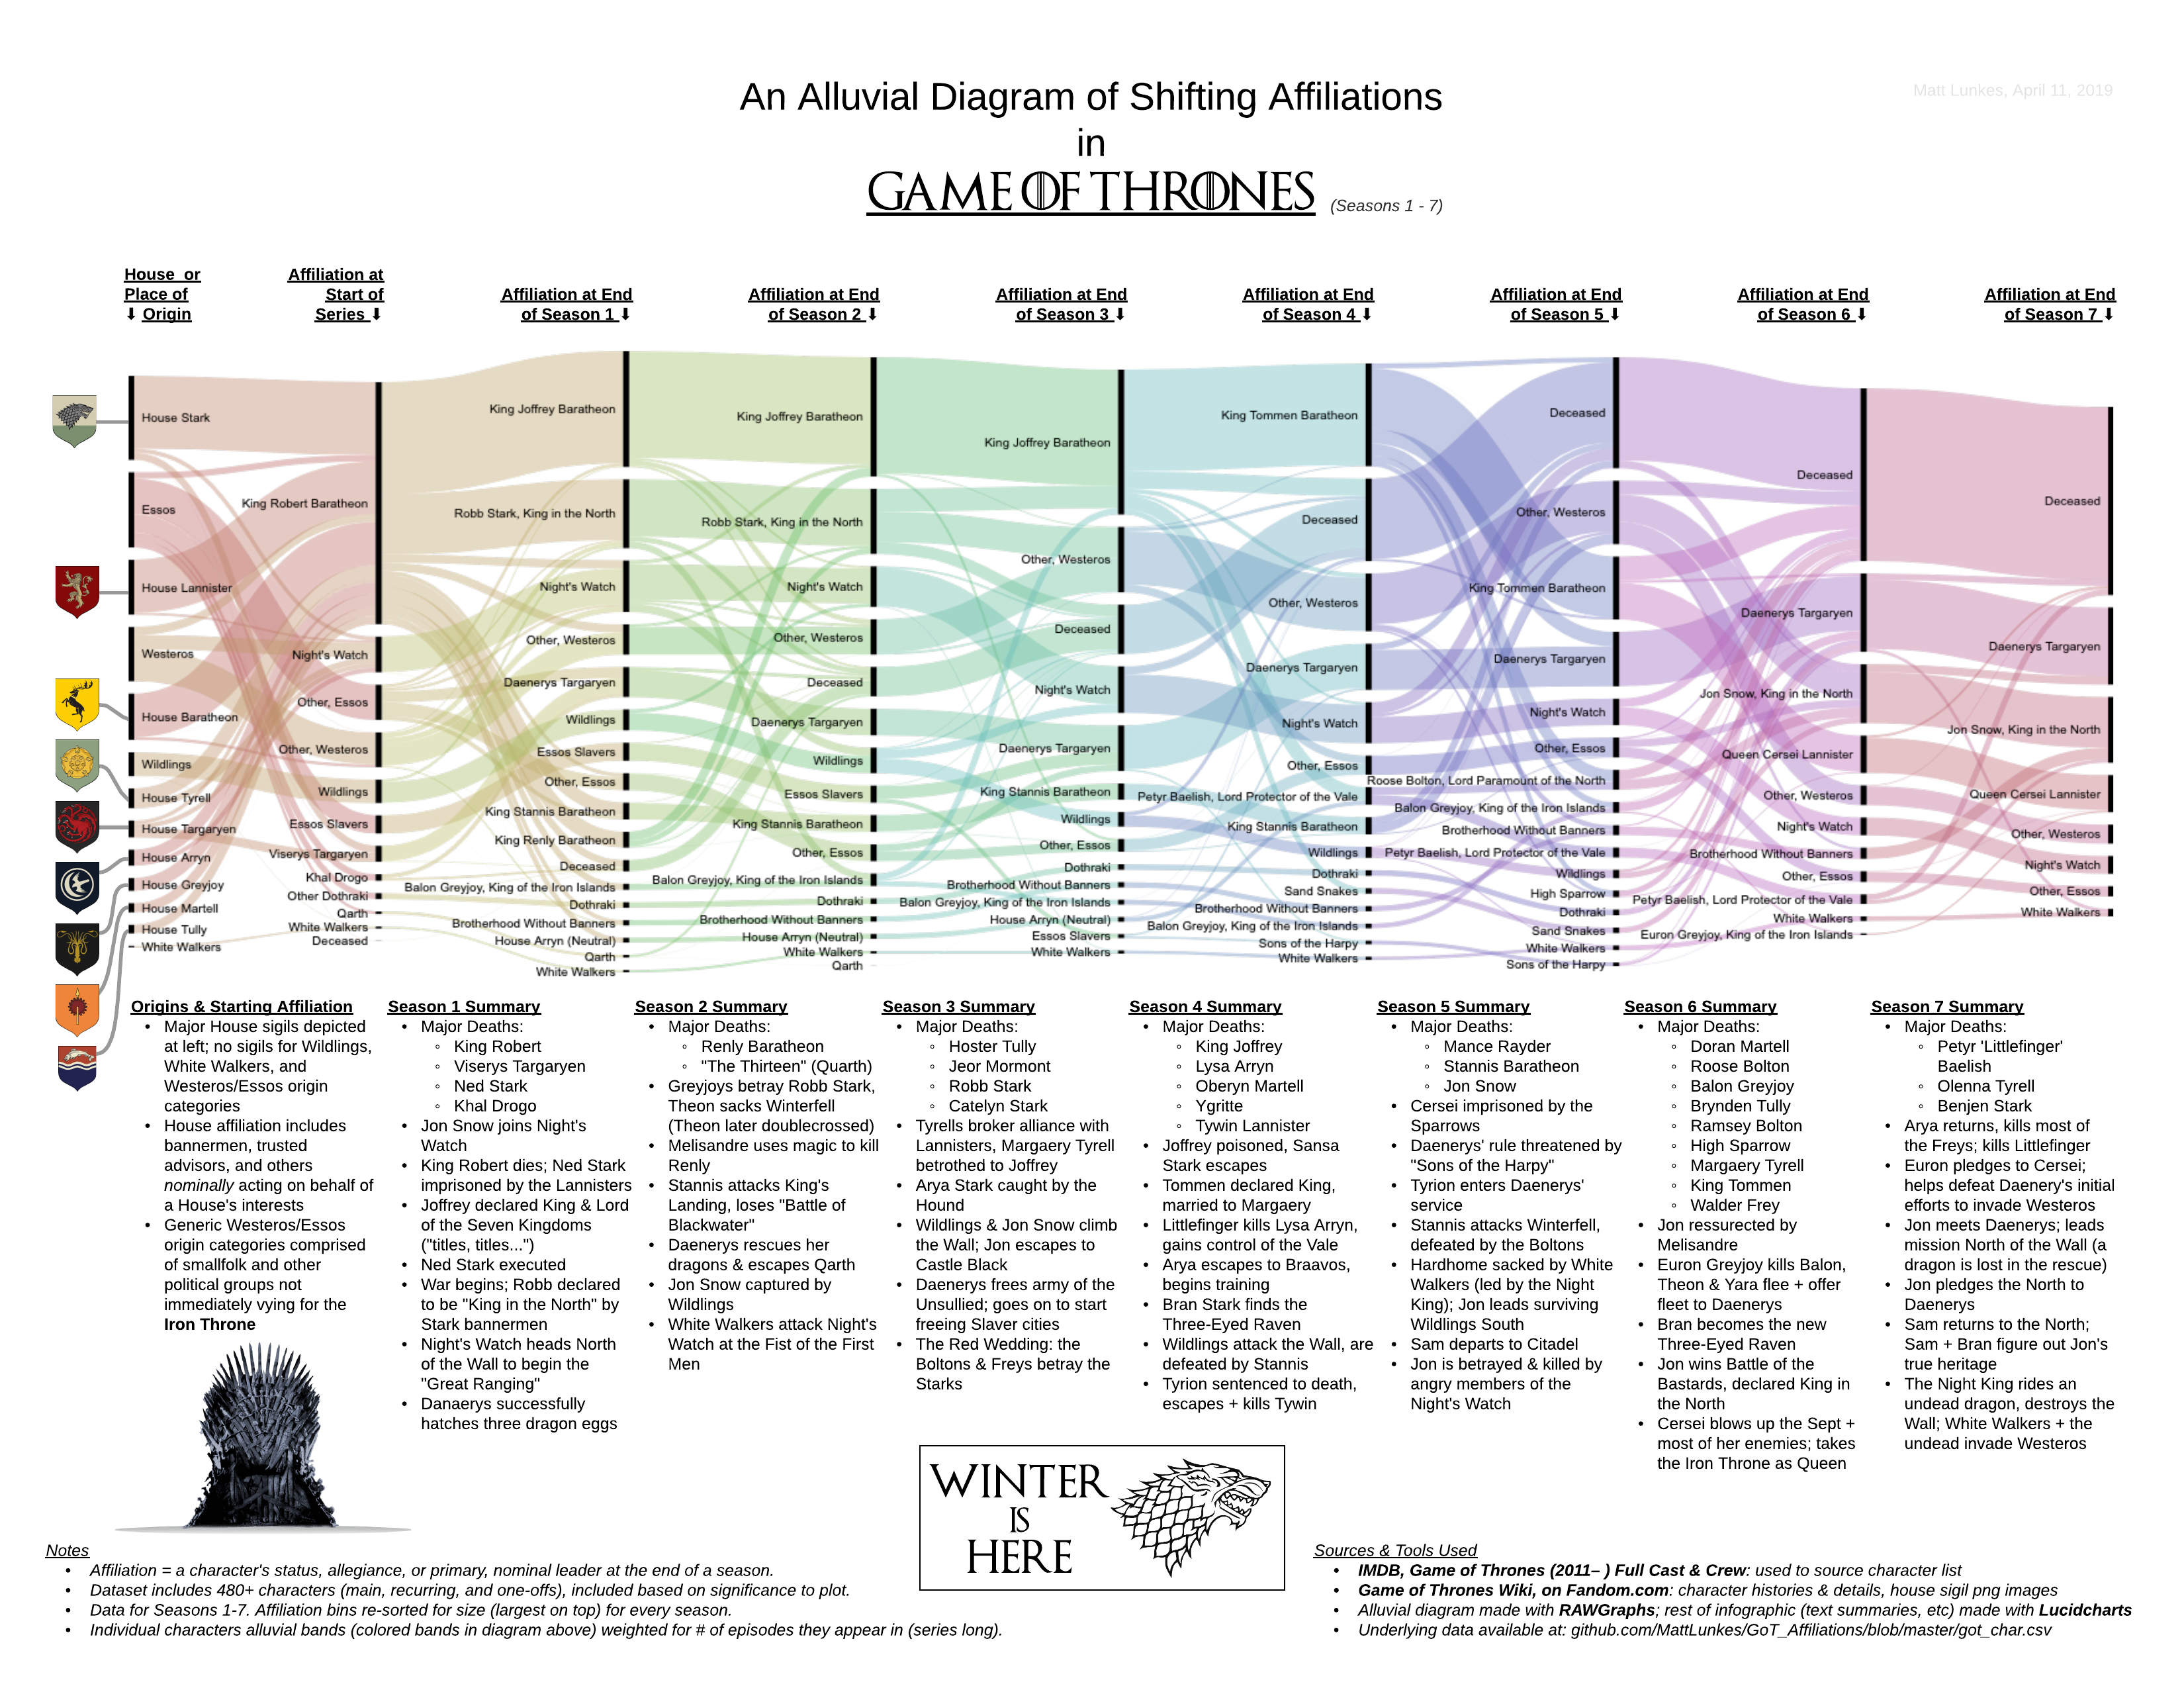 An Alluvial Diagram of Shifting Affiliations
in
GAME OF THRONES (Seasons 1 - 7)
Matt Lunkes, April 11, 2019
House or
Place of
⬇ Origin
Affiliation at
Start of
Series ⬇
Affiliation at End
of Season 1 ⬇
Affiliation at End
of Season 2 ⬇
Affiliation at End
of Season 3 ⬇
Affiliation at End
of Season 4 ⬇
Affiliation at End
of Season 5 ⬇
Affiliation at End
of Season 6 ⬇
Affiliation at End
of Season 7 ⬇
House Stark
Essos
House Lannister
Westeros
House Baratheon
Wildlings
House Tyrell
House Targaryen
House Arryn
House Greyjoy
House Martell
House Tully
White Walkers
King Robert Baratheon
Night's Watch
Other, Essos
Other, Westeros
Wildlings
Essos Slavers
Viserys Targaryen
Khal Drogo
Other Dothraki
Qarth
White Walkers
Deceased
King Joffrey Baratheon
Robb Stark, King in the North
Night's Watch
Other, Westeros
Daenerys Targaryen
Wildlings
Essos Slavers
Other, Essos
King Stannis Baratheon
King Renly Baratheon
Deceased
Balon Greyjoy, King of the Iron Islands
Dothraki
Brotherhood Without Banners
House Arryn (Neutral)
Qarth
White Walkers
King Joffrey Baratheon
Robb Stark, King in the North
Night's Watch
Other, Westeros
Deceased
Daenerys Targaryen
Wildlings
Essos Slavers
King Stannis Baratheon
Other, Essos
Balon Greyjoy, King of the Iron Islands
Dothraki
Brotherhood Without Banners
House Arryn (Neutral)
White Walkers
Qarth
King Joffrey Baratheon
Other, Westeros
Deceased
Night's Watch
Daenerys Targaryen
King Stannis Baratheon
Wildlings
Other, Essos
Dothraki
Brotherhood Without Banners
Balon Greyjoy, King of the Iron Islands
House Arryn (Neutral)
Essos Slavers
White Walkers
King Tommen Baratheon
Deceased
Other, Westeros
Daenerys Targaryen
Night's Watch
Other, Essos
Petyr Baelish, Lord Protector of the Vale
King Stannis Baratheon
Wildlings
Dothraki
Sand Snakes
Brotherhood Without Banners
Balon Greyjoy, King of the Iron Islands
Sons of the Harpy
White Walkers
Deceased
Other, Westeros
King Tommen Baratheon
Daenerys Targaryen
Night's Watch
Other, Essos
Roose Bolton, Lord Paramount of the North
Balon Greyjoy, King of the Iron Islands
Brotherhood Without Banners
Petyr Baelish, Lord Protector of the Vale
Wildlings
High Sparrow
Dothraki
Sand Snakes
White Walkers
Sons of the Harpy
Deceased
Daenerys Targaryen
Jon Snow, King in the North
Queen Cersei Lannister
Other, Westeros
Night's Watch
Brotherhood Without Banners
Other, Essos
Petyr Baelish, Lord Protector of the Vale
White Walkers
Euron Greyjoy, King of the Iron Islands
Deceased
Daenerys Targaryen
Jon Snow, King in the North
Queen Cersei Lannister
Other, Westeros
Night's Watch
Other, Essos
White Walkers
Origins & Starting Affiliation
• Major House sigils depicted
at left; no sigils for Wildlings,
White Walkers, and
Westeros/Essos origin
categories
• House affiliation includes
bannermen, trusted
advisors, and others
nominally acting on behalf of
a House's interests
• Generic Westeros/Essos
origin categories comprised
of smallfolk and other
political groups not
immediately vying for the
Iron Throne
Season 1 Summary
• Major Deaths:
◦ King Robert
◦ Viserys Targaryen
◦ Ned Stark
◦ Khal Drogo
• Jon Snow joins Night's
Watch
• King Robert dies; Ned Stark
imprisoned by the Lannisters
• Joffrey declared King & Lord
of the Seven Kingdoms
("titles, titles...")
• Ned Stark executed
• War begins; Robb declared
to be "King in the North" by
Stark bannermen
• Night's Watch heads North
of the Wall to begin the
"Great Ranging"
• Danaerys successfully
hatches three dragon eggs
Season 2 Summary
• Major Deaths:
◦ Renly Baratheon
◦ "The Thirteen" (Quarth)
• Greyjoys betray Robb Stark,
Theon sacks Winterfell
(Theon later doublecrossed)
• Melisandre uses magic to kill
Renly
• Stannis attacks King's
Landing, loses "Battle of
Blackwater"
• Daenerys rescues her
dragons & escapes Qarth
• Jon Snow captured by
Wildlings
• White Walkers attack Night's
Watch at the Fist of the First
Men
Season 3 Summary
• Major Deaths:
◦ Hoster Tully
◦ Jeor Mormont
◦ Robb Stark
◦ Catelyn Stark
• Tyrells broker alliance with
Lannisters, Margaery Tyrell
betrothed to Joffrey
• Arya Stark caught by the
Hound
• Wildlings & Jon Snow climb
the Wall; Jon escapes to
Castle Black
• Daenerys frees army of the
Unsullied; goes on to start
freeing Slaver cities
• The Red Wedding: the
Boltons & Freys betray the
Starks
Season 4 Summary
• Major Deaths:
◦ King Joffrey
◦ Lysa Arryn
◦ Oberyn Martell
◦ Ygritte
◦ Tywin Lannister
• Joffrey poisoned, Sansa
Stark escapes
• Tommen declared King,
married to Margaery
• Littlefinger kills Lysa Arryn,
gains control of the Vale
• Arya escapes to Braavos,
begins training
• Bran Stark finds the
Three-Eyed Raven
• Wildlings attack the Wall, are
defeated by Stannis
• Tyrion sentenced to death,
escapes + kills Tywin
Season 5 Summary
• Major Deaths:
◦ Mance Rayder
◦ Stannis Baratheon
◦ Jon Snow
• Cersei imprisoned by the
Sparrows
• Daenerys' rule threatened by
"Sons of the Harpy"
• Tyrion enters Daenerys'
service
• Stannis attacks Winterfell,
defeated by the Boltons
• Hardhome sacked by White
Walkers (led by the Night
King); Jon leads surviving
Wildlings South
• Sam departs to Citadel
• Jon is betrayed & killed by
angry members of the
Night's Watch
Season 6 Summary
• Major Deaths:
◦ Doran Martell
◦ Roose Bolton
◦ Balon Greyjoy
◦ Brynden Tully
◦ Ramsey Bolton
◦ High Sparrow
◦ Margaery Tyrell
◦ King Tommen
◦ Walder Frey
• Jon ressurected by
Melisandre
• Euron Greyjoy kills Balon,
Theon & Yara flee + offer
fleet to Daenerys
• Bran becomes the new
Three-Eyed Raven
• Jon wins Battle of the
Bastards, declared King in
the North
• Cersei blows up the Sept +
most of her enemies; takes
the Iron Throne as Queen
Season 7 Summary
• Major Deaths:
◦ Petyr 'Littlefinger'
Baelish
◦ Olenna Tyrell
◦ Benjen Stark
• Arya returns, kills most of
the Freys; kills Littlefinger
• Euron pledges to Cersei;
helps defeat Daenery's initial
efforts to invade Westeros
• Jon meets Daenerys; leads
mission North of the Wall (a
dragon is lost in the rescue)
• Jon pledges the North to
Daenerys
• Sam returns to the North;
Sam + Bran figure out Jon's
true heritage
• The Night King rides an
undead dragon, destroys the
Wall; White Walkers + the
undead invade Westeros
WINTER
IS
HERE
Notes
• Affiliation = a character's status, allegiance, or primary, nominal leader at the end of a season.
• Dataset includes 480+ characters (main, recurring, and one-offs), included based on significance to plot.
• Data for Seasons 1-7. Affiliation bins re-sorted for size (largest on top) for every season.
• Individual characters alluvial bands (colored bands in diagram above) weighted for # of episodes they appear in (series long).
Sources & Tools Used
• IMDB, Game of Thrones (2011– ) Full Cast & Crew: used to source character list
• Game of Thrones Wiki, on Fandom.com: character histories & details, house sigil png images
• Alluvial diagram made with RAWGraphs; rest of infographic (text summaries, etc) made with Lucidcharts
• Underlying data available at: github.com/MattLunkes/GoT_Affiliations/blob/master/got_char.csv